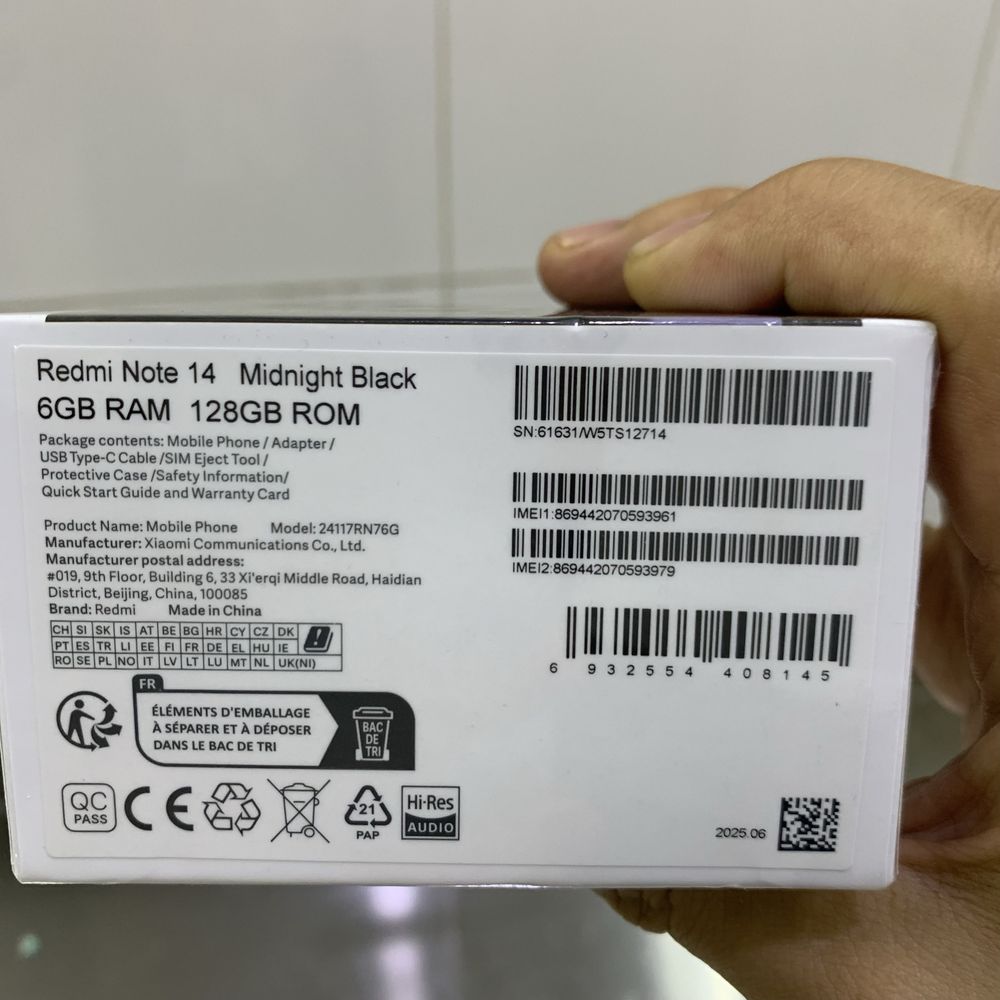 Redmi Note 14 Midnight Black
6GB RAM 128GB ROM
Package contents: Mobile Phone / Adapter /
USB Type-C Cable /SIM Eject Tool /
Protective Case /Safety Information/
Quick Start Guide and Warranty Card
Product Name: Mobile Phone Model: 24117RN76G
Manufacturer: Xiaomi Communications Co., Ltd.
Manufacturer postal address:
#019, 9th Floor, Building 6, 33 Xi'erqi Middle Road, Haidian
District, Beijing, China, 100085
Brand: Redmi Made in China
CH SI SK IS AT BE BG HR CY CZ DK
PT ES TR LI EE FI FR DE EL HU IE
RO SE PL NO IT LV LT LU MT NL UK(NI)
FR
ÉLÉMENTS D'EMBALLAGE
À SÉPARER ET À DÉPOSER
DANS LE BAC DE TRI
BAC
DE
TRI
QC
PASS
CE
21
PAP
Hi-Res
AUDIO
SN:61631/W5TS12714
IMEI1:869442070593961
IMEI2:869442070593979
6 932554 408145
2025.06